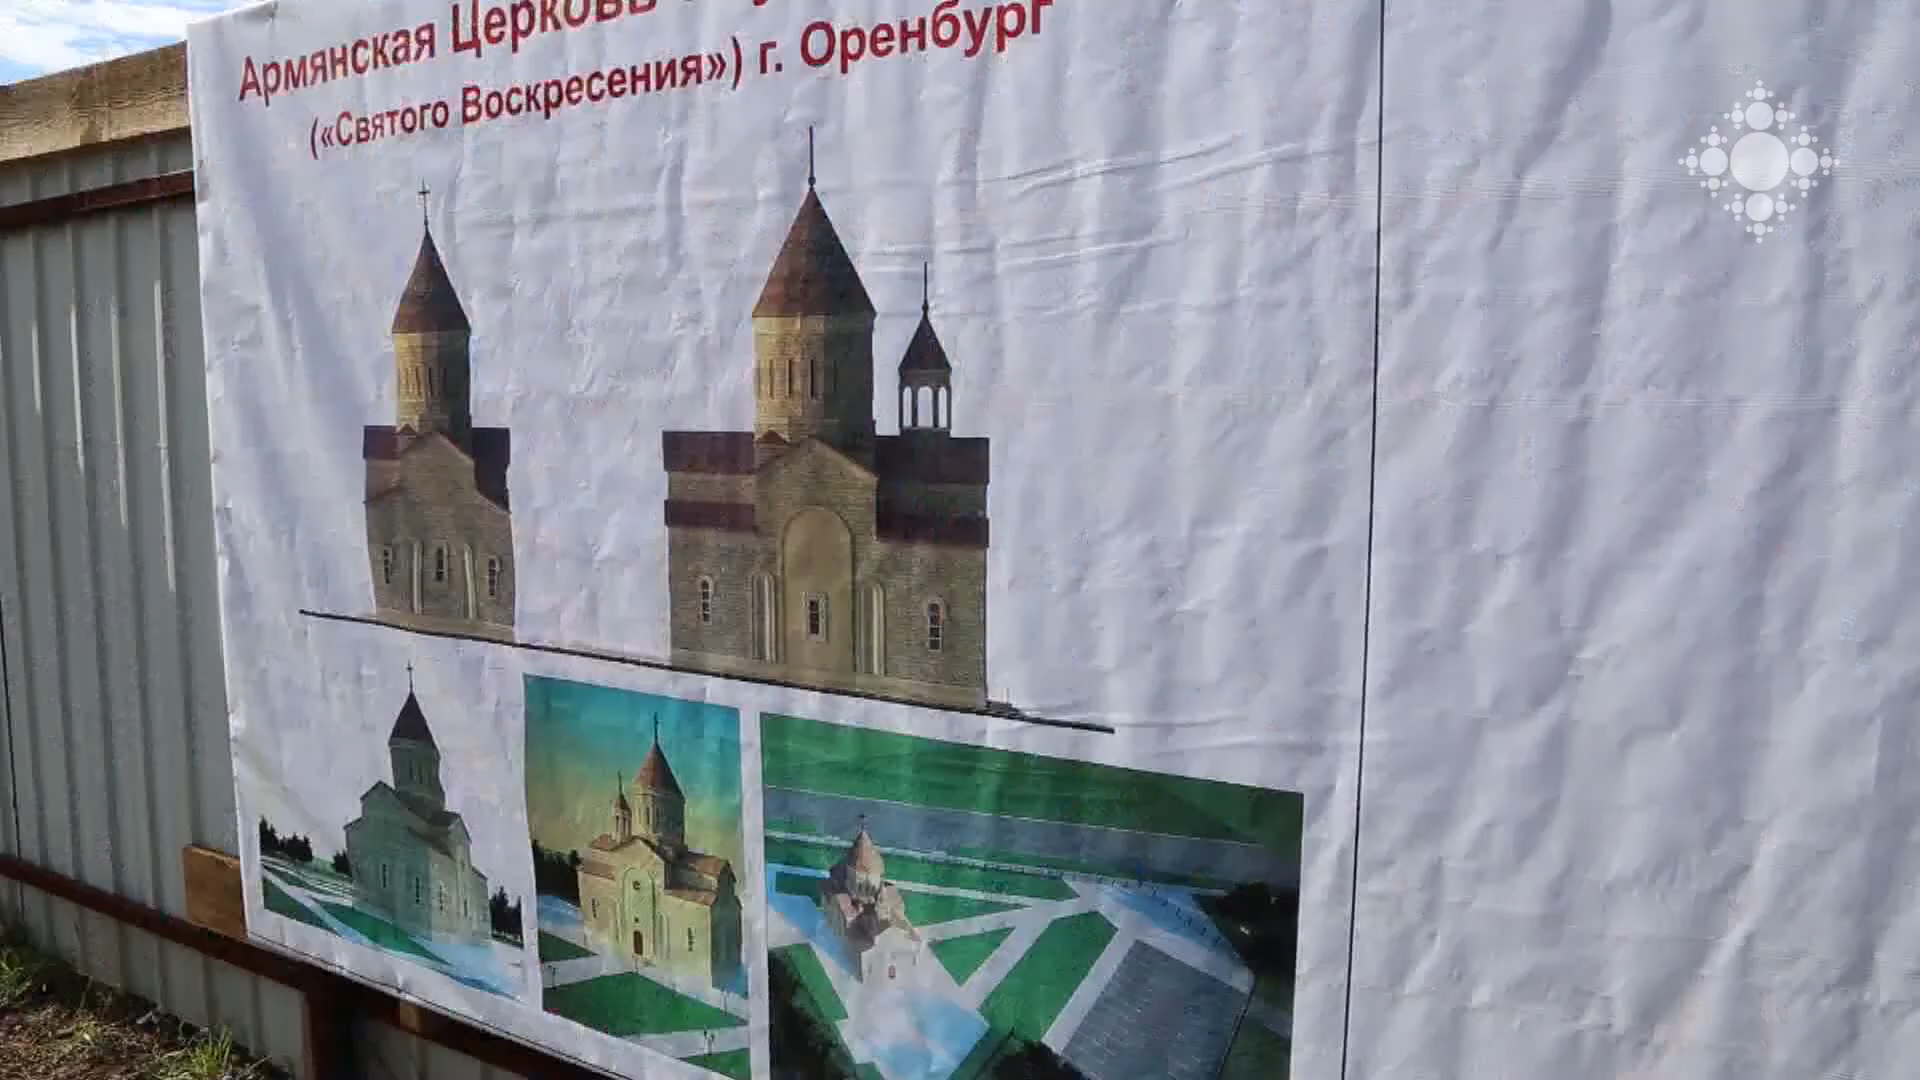 Армянская Церковь
(«Святого Воскресения») г. Оренбург